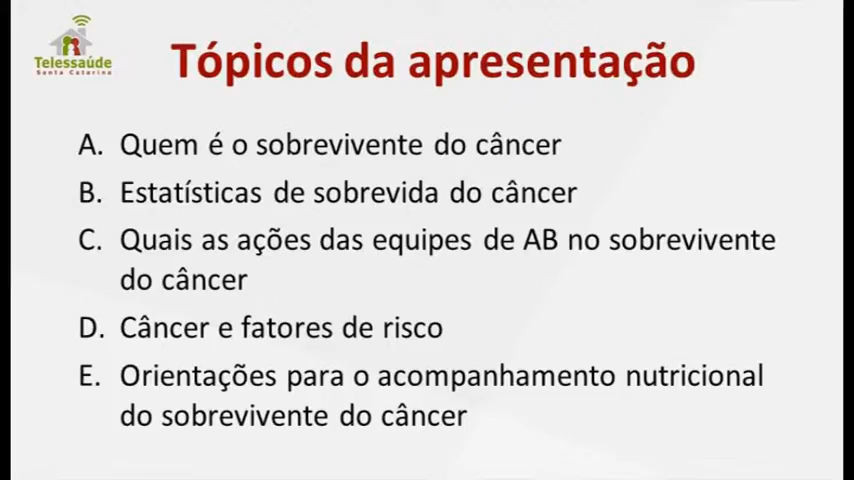 Telessaúde
Santa Catarina
Tópicos da apresentação
A. Quem é o sobrevivente do câncer
B. Estatísticas de sobrevida do câncer
C. Quais as ações das equipes de AB no sobrevivente
do câncer
D. Câncer e fatores de risco
E. Orientações para o acompanhamento nutricional
do sobrevivente do câncer